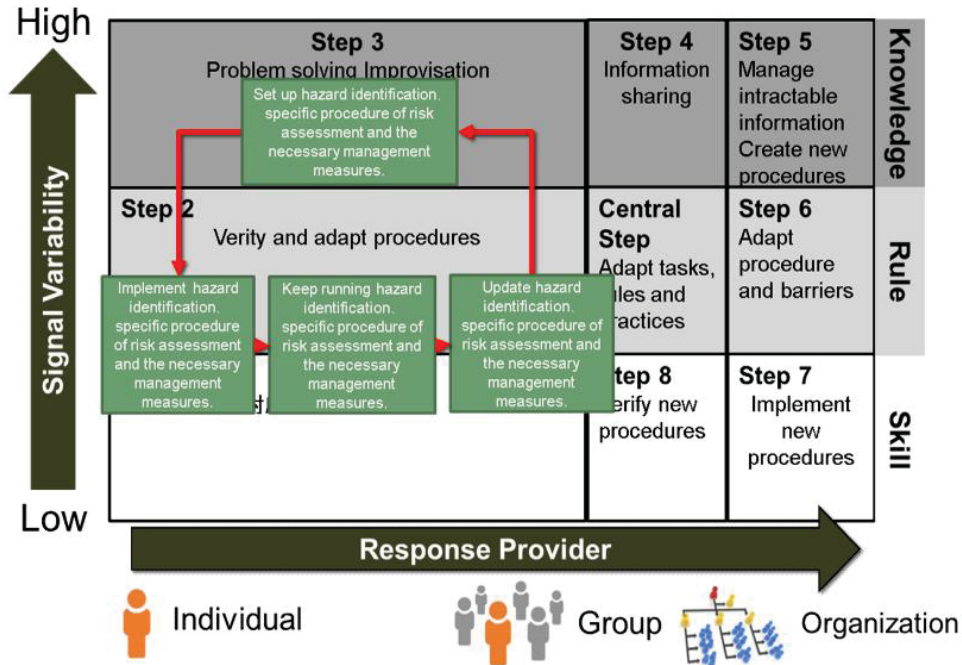 High
Step 3
Problem solving Improvisation
Set up hazard identification.
specific procedure of risk
assessment and the
necessary management
measures.
Step 4
Information
sharing
Step 5
Manage
intractable
information
Create new
procedures
Knowledge
Signal Variability
Step 2
Verity and adapt procedures
Central
Step
Adapt tasks,
rules and
practices
Step 6
Adapt
procedure
and barriers
Rule
Implement hazard
identification.
specific procedure
of risk assessment
and the necessary
management
measures.
Keep running hazard
identification.
specific procedure of
risk assessment and
the necessary
management
measures.
Update hazard
identification.
specific procedure of
risk assessment and
the necessary
management
measures.
Step 8
Verify new
procedures
Step 7
Implement
new
procedures
Skill
Low
Response Provider
Individual
Group
Organization